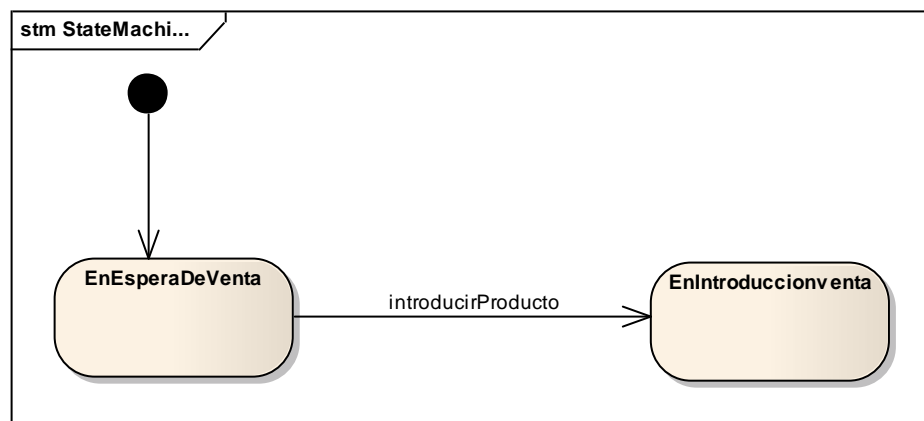 stm StateMachi...
EnEsperaDeVenta
introducirProducto
EnIntroduccionventa